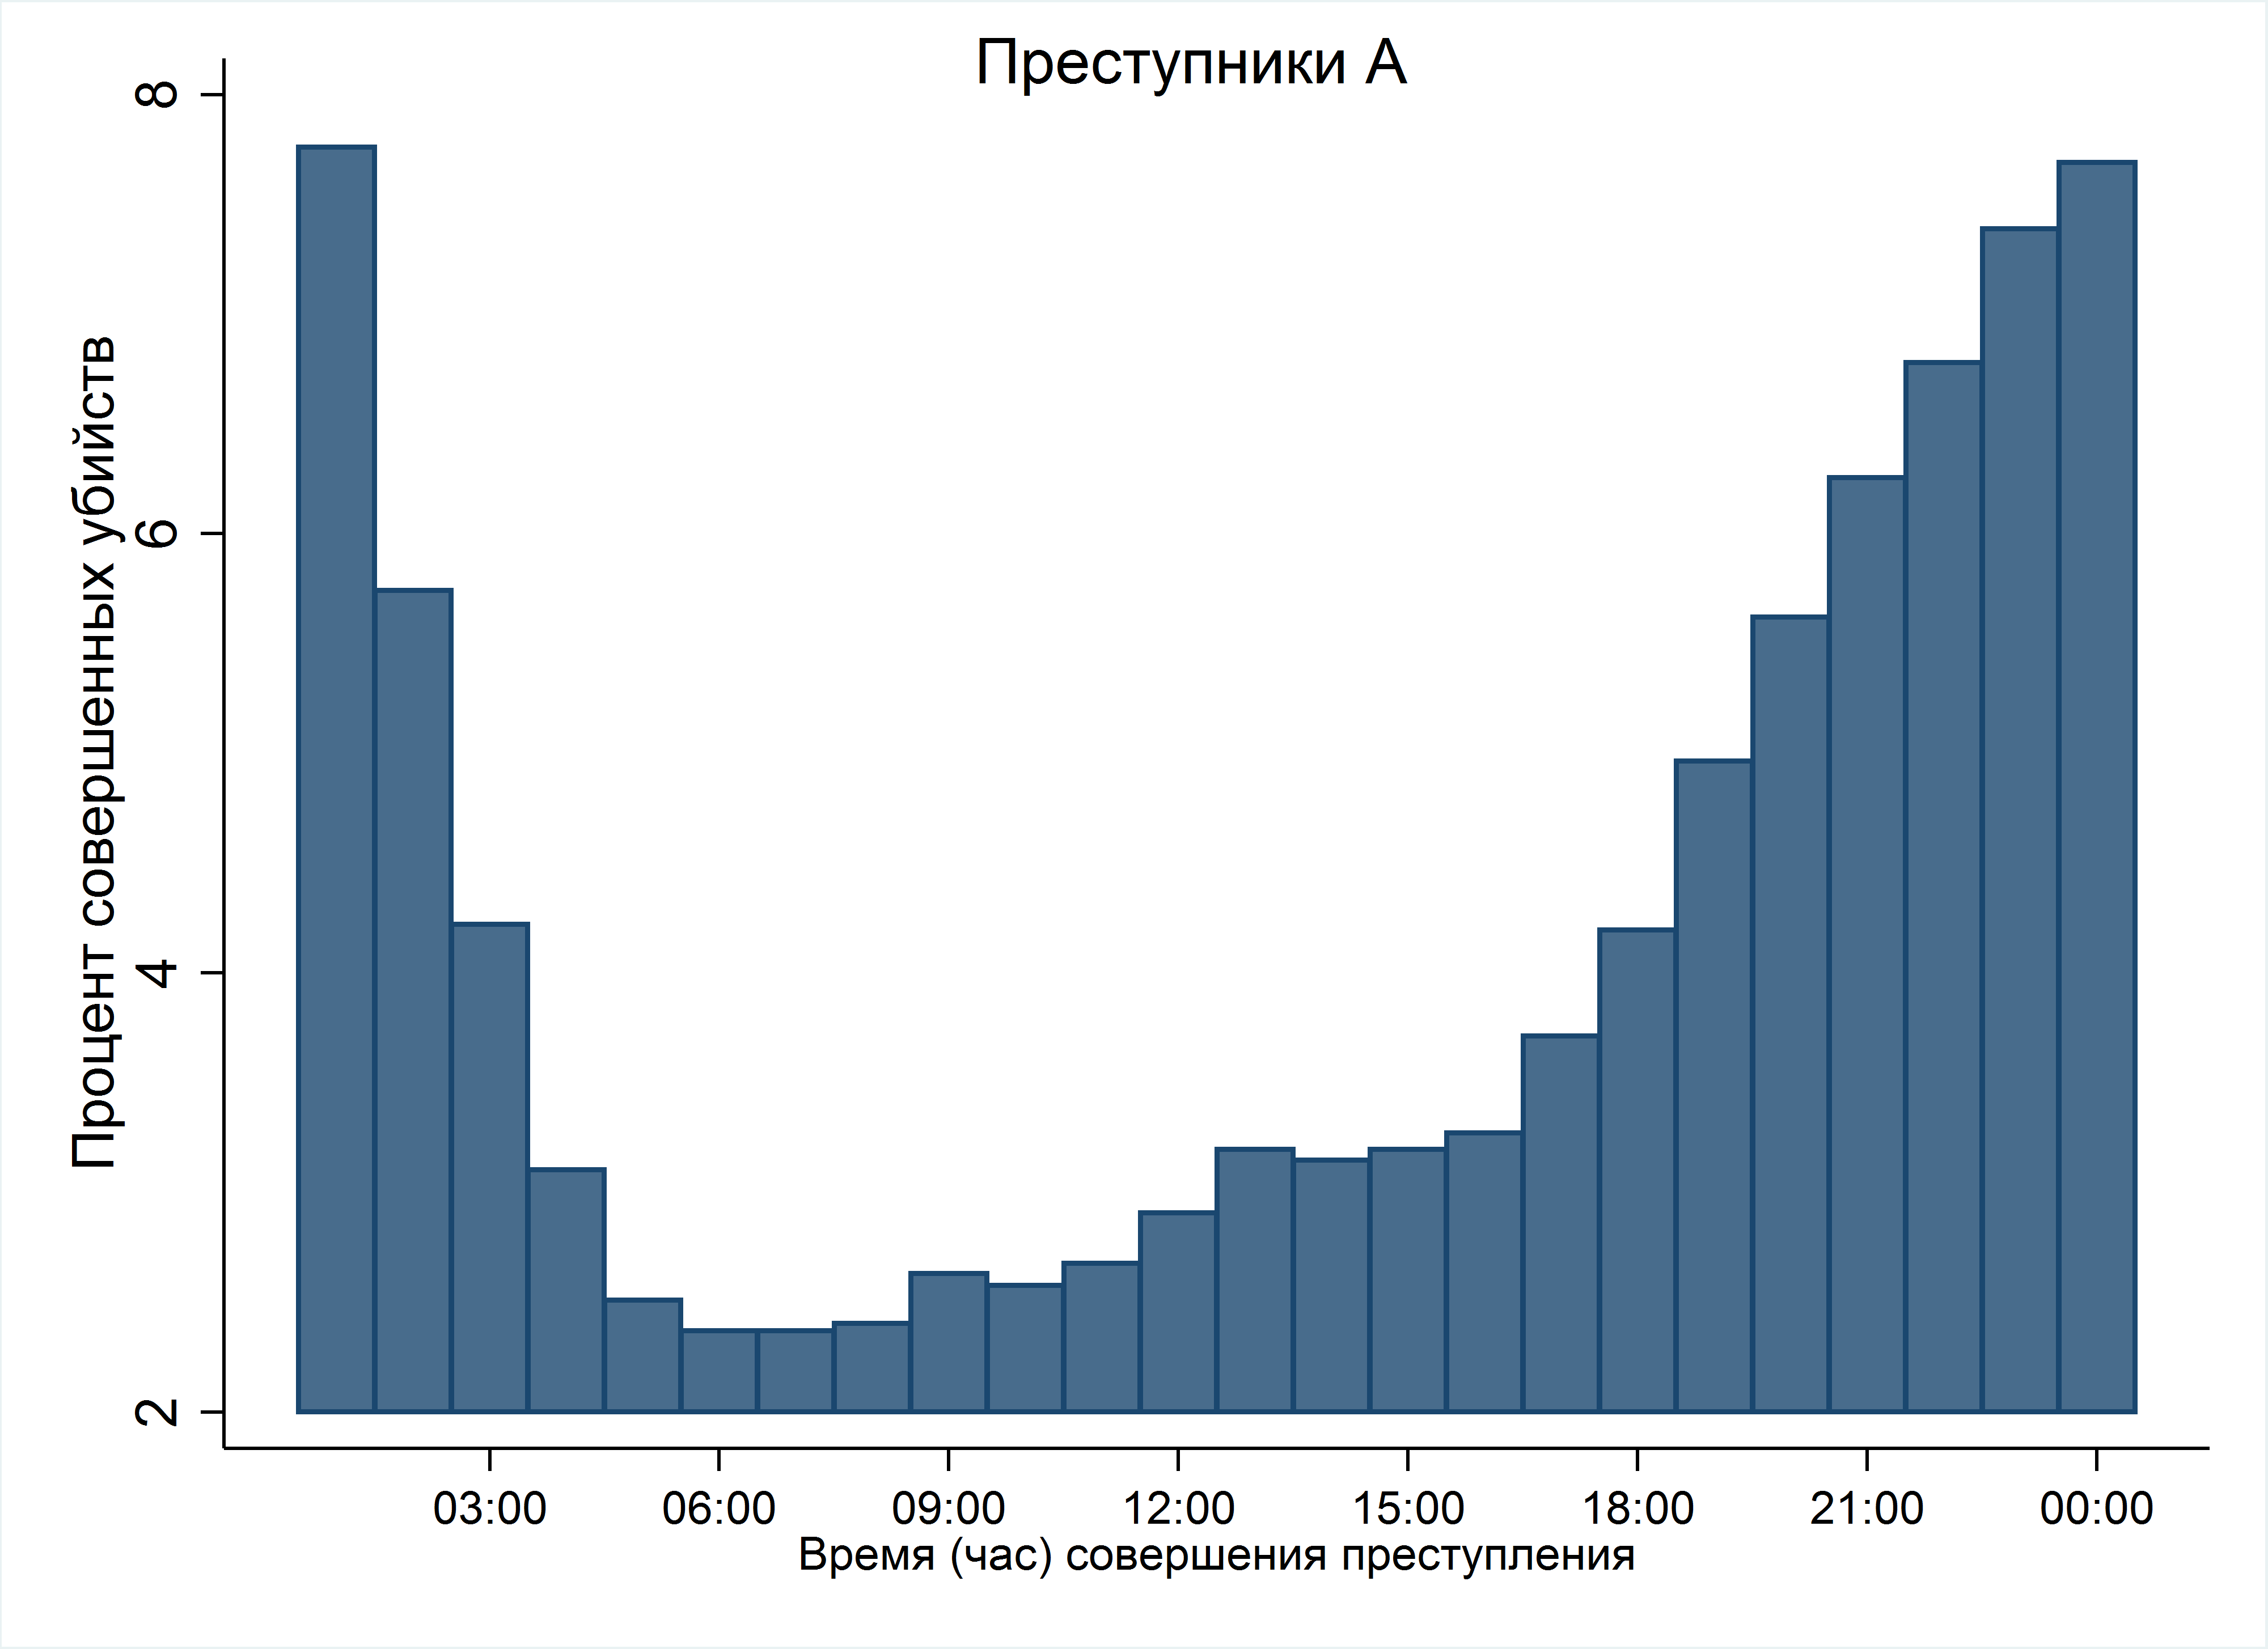 Преступники А
Процент совершенных убийств
8
6
4
2
03:00 06:00 09:00 12:00 15:00 18:00 21:00 00:00
Время (час) совершения преступления